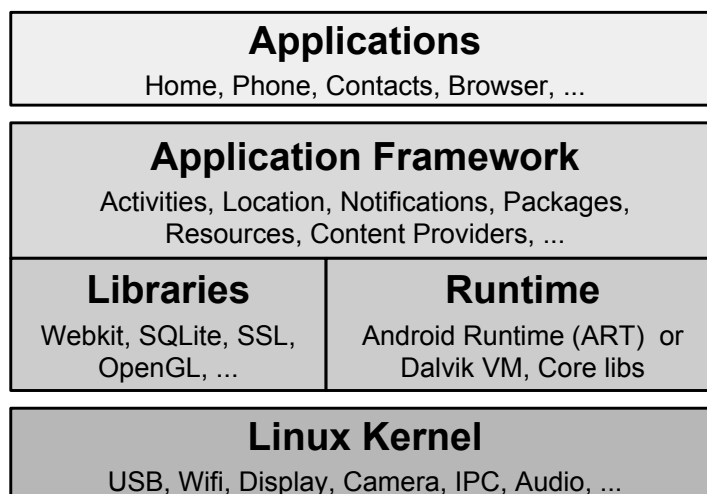 Applications
Home, Phone, Contacts, Browser, ...
Application Framework
Activities, Location, Notifications, Packages,
Resources, Content Providers, ...
Libraries
Webkit, SQLite, SSL,
OpenGL, ...
Runtime
Android Runtime (ART) or
Dalvik VM, Core libs
Linux Kernel
USB, Wifi, Display, Camera, IPC, Audio, ...